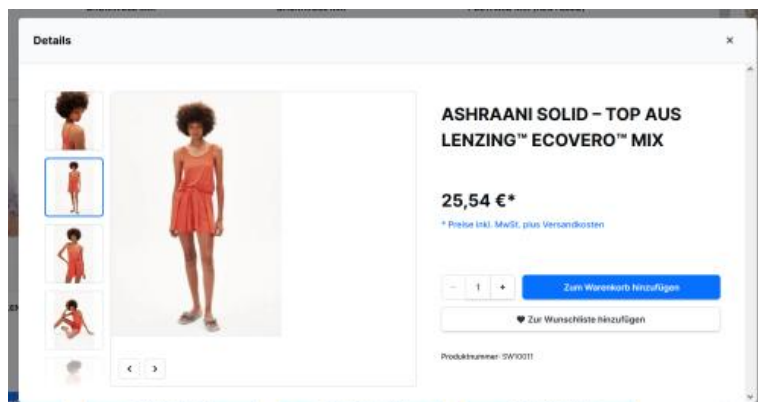 Details
×
ASHRAANI SOLID – TOP AUS
LENZING™ ECOVERO™ MIX
25,54 €*
* Preise inkl. MwSt. plus Versandkosten
− 1 +
Zum Warenkorb hinzufügen
Zur Wunschliste hinzufügen
Produktnummer: SW10011